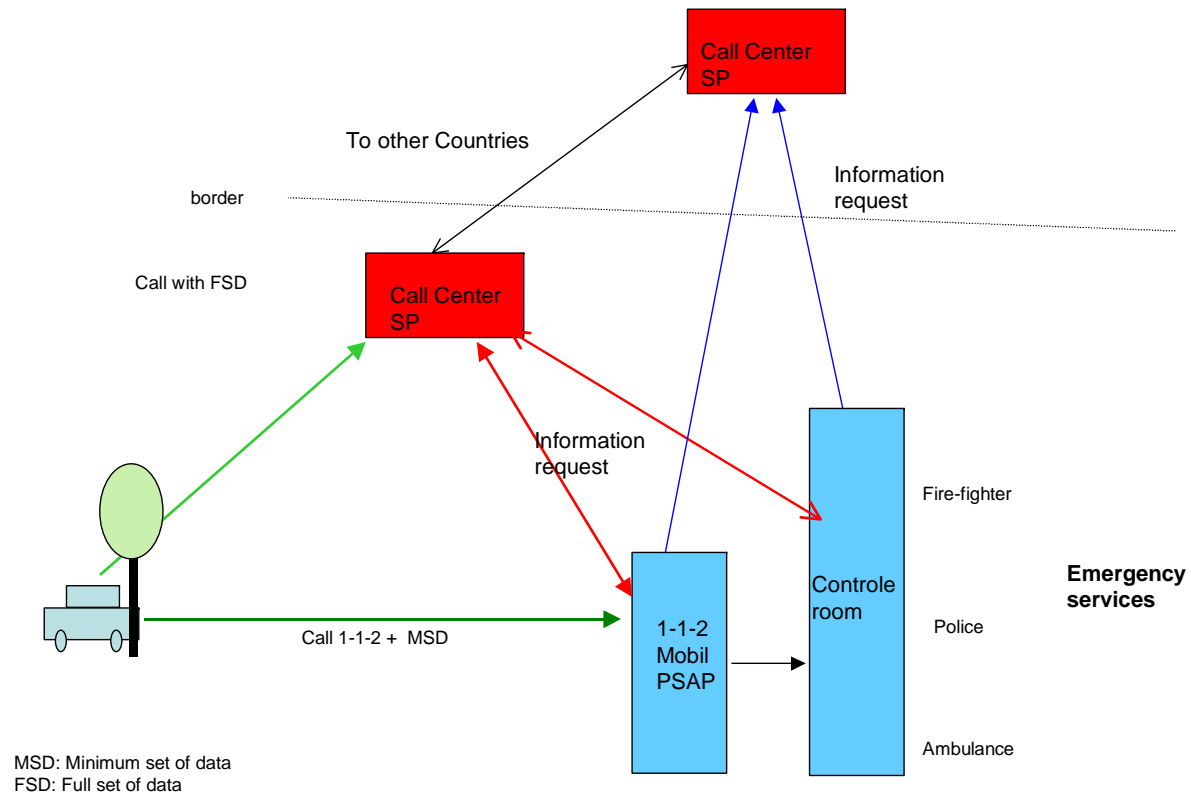 Call Center
SP
To other Countries
Information
request
border
Call with FSD
Call Center
SP
Information
request
Fire-fighter
Emergency
services
Controle
room
Police
1-1-2
Mobil
PSAP
Call 1-1-2 + MSD
Ambulance
MSD: Minimum set of data
FSD: Full set of data